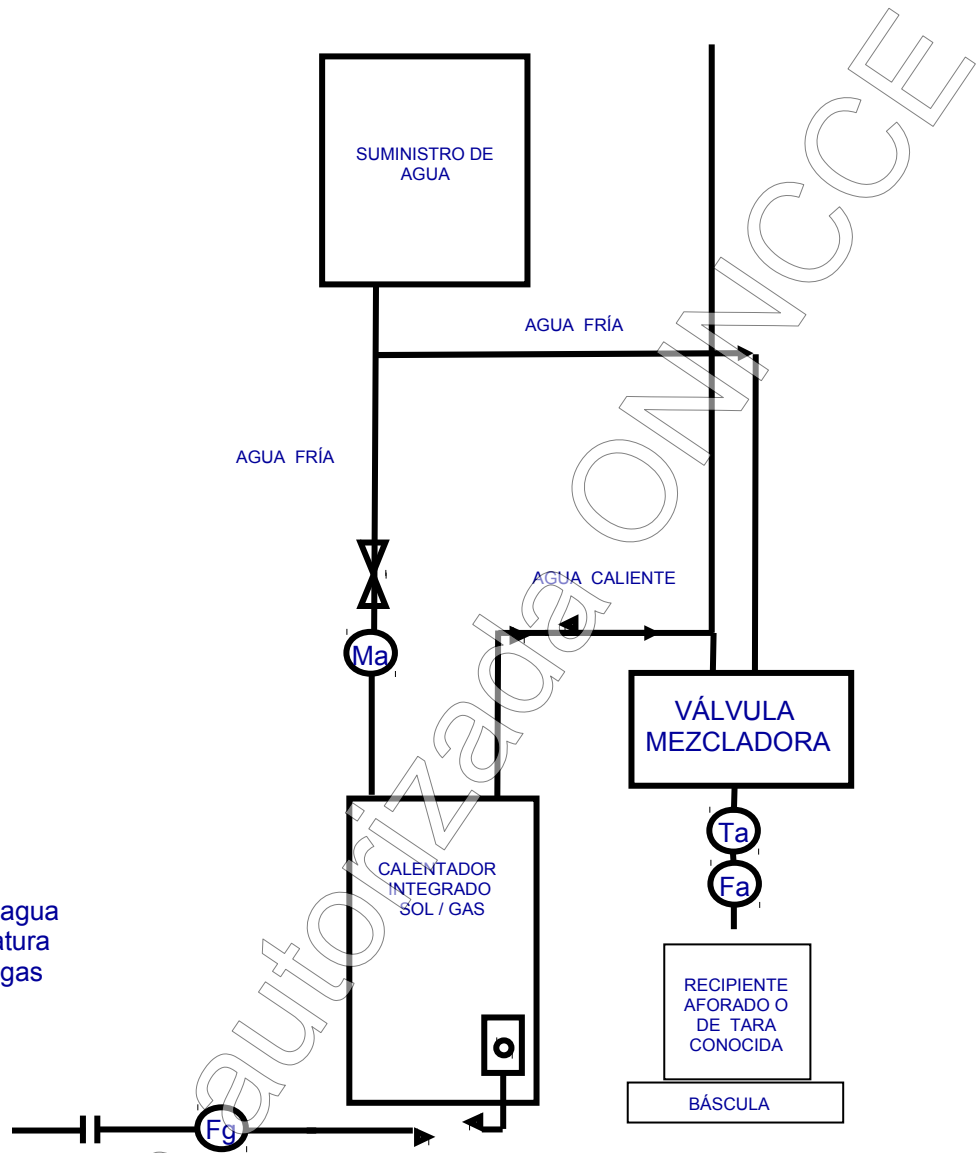 SUMINISTRO DE
AGUA
AGUA FRÍA
AGUA FRÍA
AGUA CALIENTE
Ma
VÁLVULA
MEZCLADORA
Ta
Fa
CALENTADOR
INTEGRADO
SOL / GAS
agua
atura
gas
RECIPIENTE
AFORADO O
DE TARA
CONOCIDA
BÁSCULA
Fg
autorizada ONNCCE